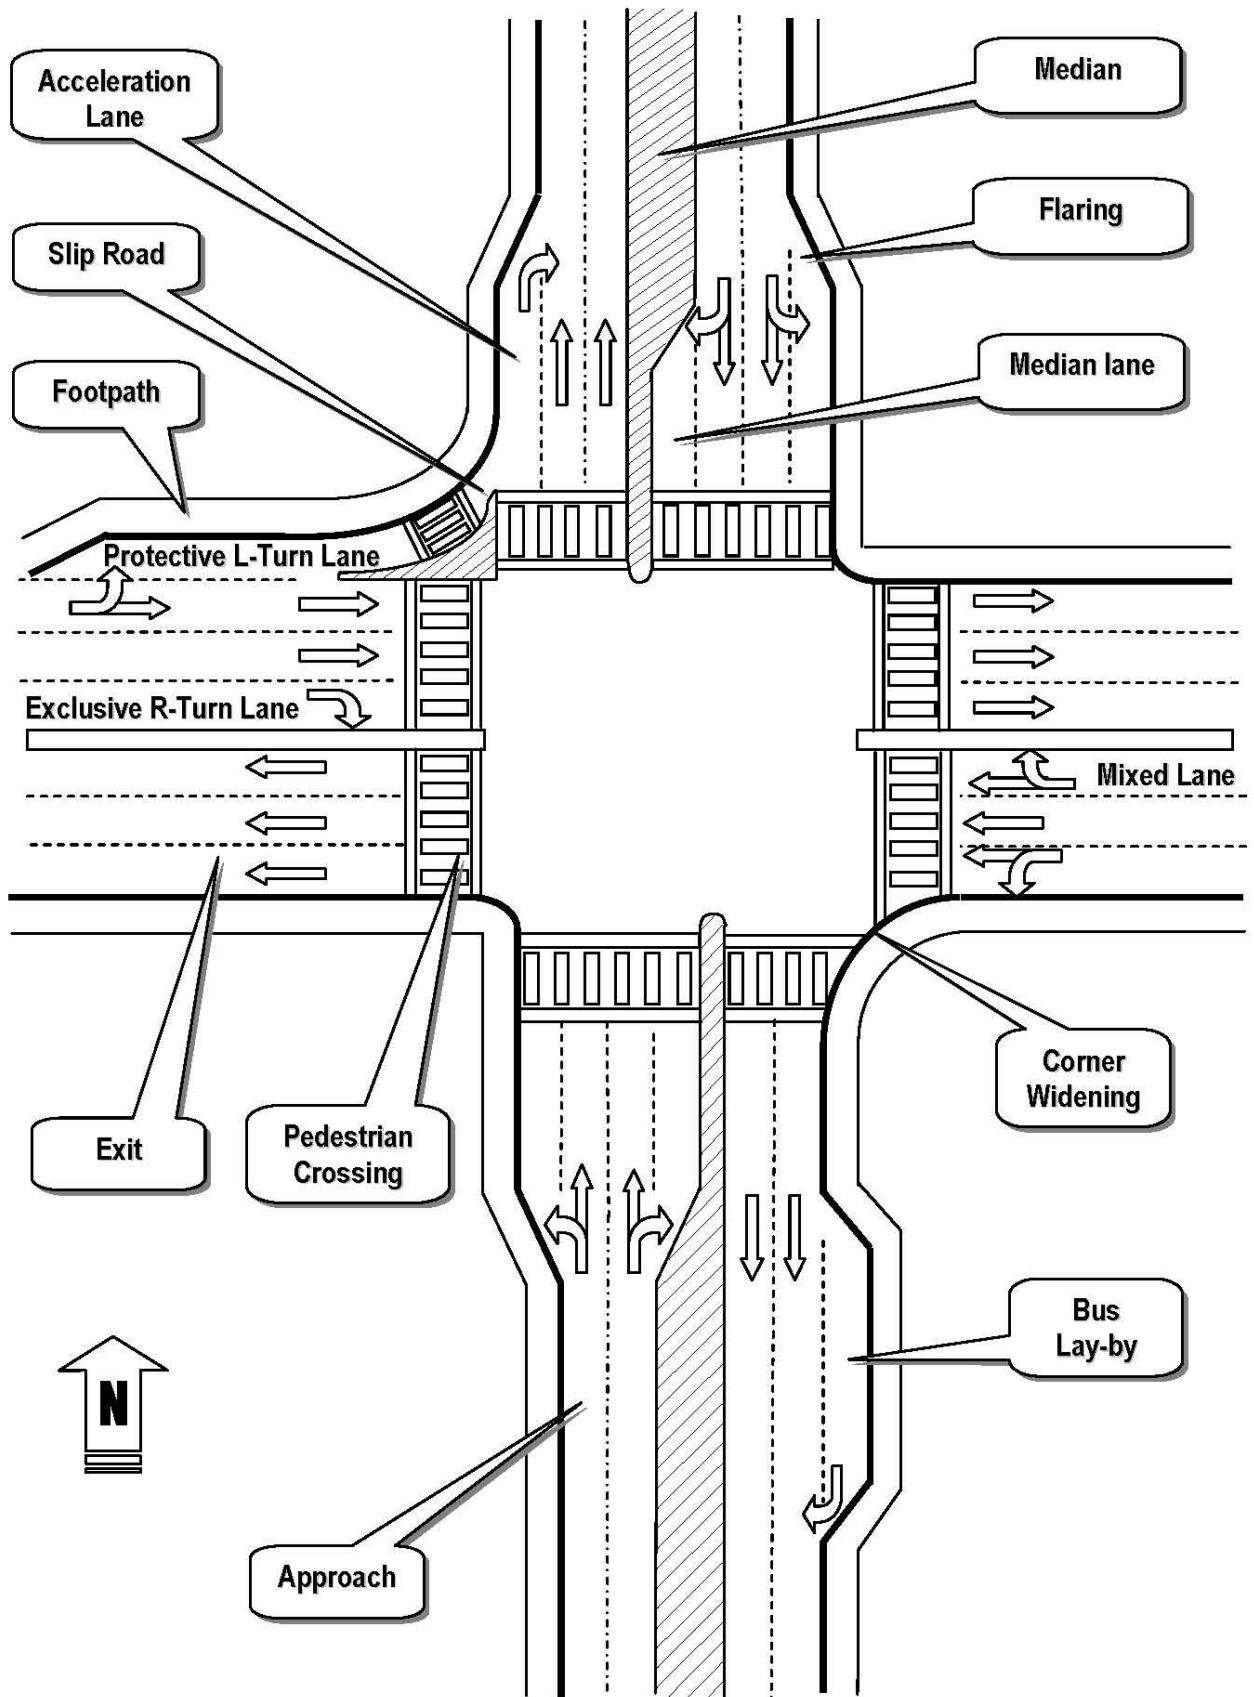 Acceleration
Lane
Median
Slip Road
Flaring
Footpath
Median lane
Protective L-Turn Lane
Exclusive R-Turn Lane
Mixed Lane
Exit
Pedestrian
Crossing
Corner
Widening
Bus
Lay-by
N
Approach